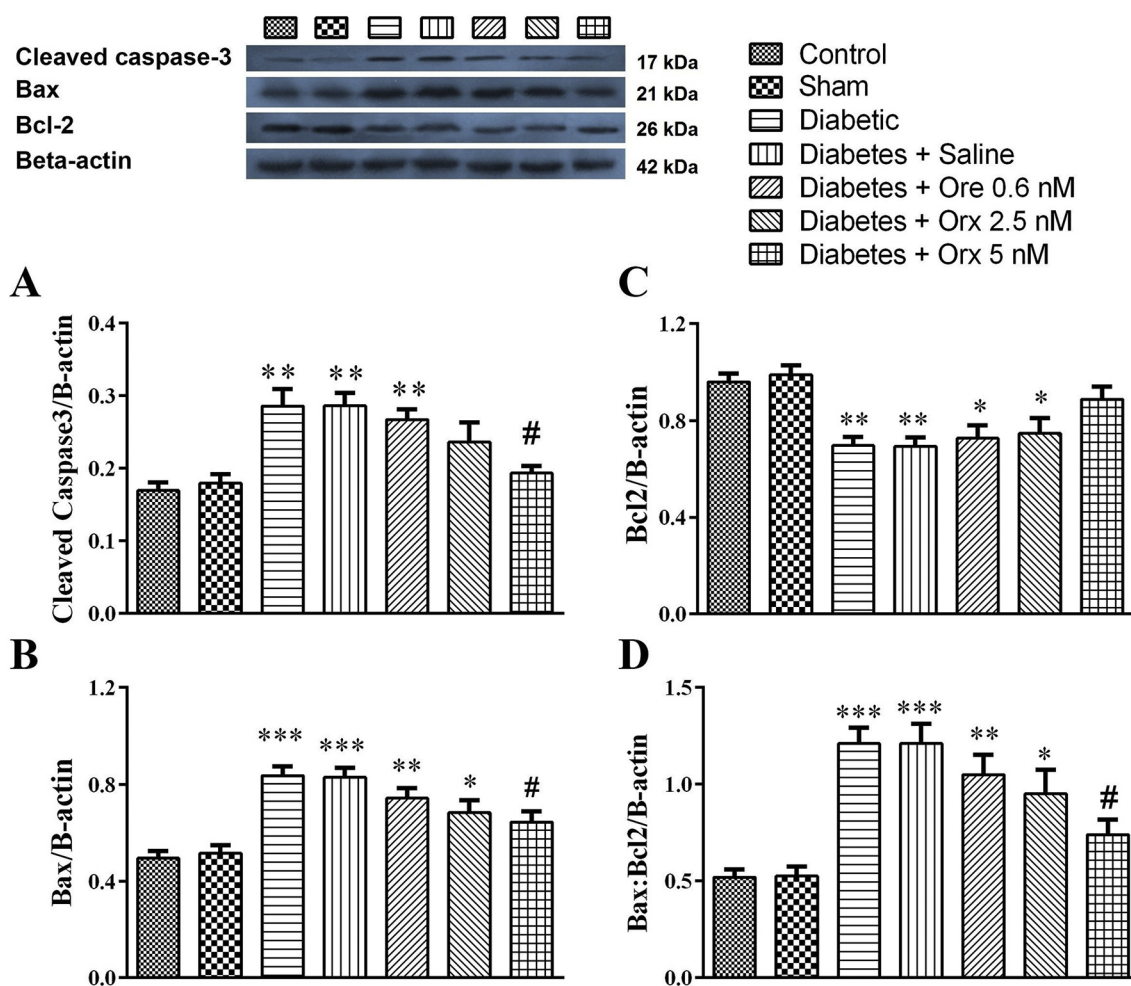 Cleaved caspase-3
17 kDa
Bax
21 kDa
Bcl-2
26 kDa
Beta-actin
42 kDa
Control
Sham
Diabetic
Diabetes + Saline
Diabetes + Ore 0.6 nM
Diabetes + Orx 2.5 nM
Diabetes + Orx 5 nM
A
Cleaved Caspase3/B-actin
0.4
0.3
0.2
0.1
0.0
**
**
**
#
C
Bcl2/B-actin
1.2
0.8
0.4
0.0
**
**
*
*
B
Bax/B-actin
1.2
0.8
0.4
0.0
***
***
**
*
#
D
Bax:Bcl2/B-actin
1.5
1.0
0.5
0.0
***
***
**
*
#